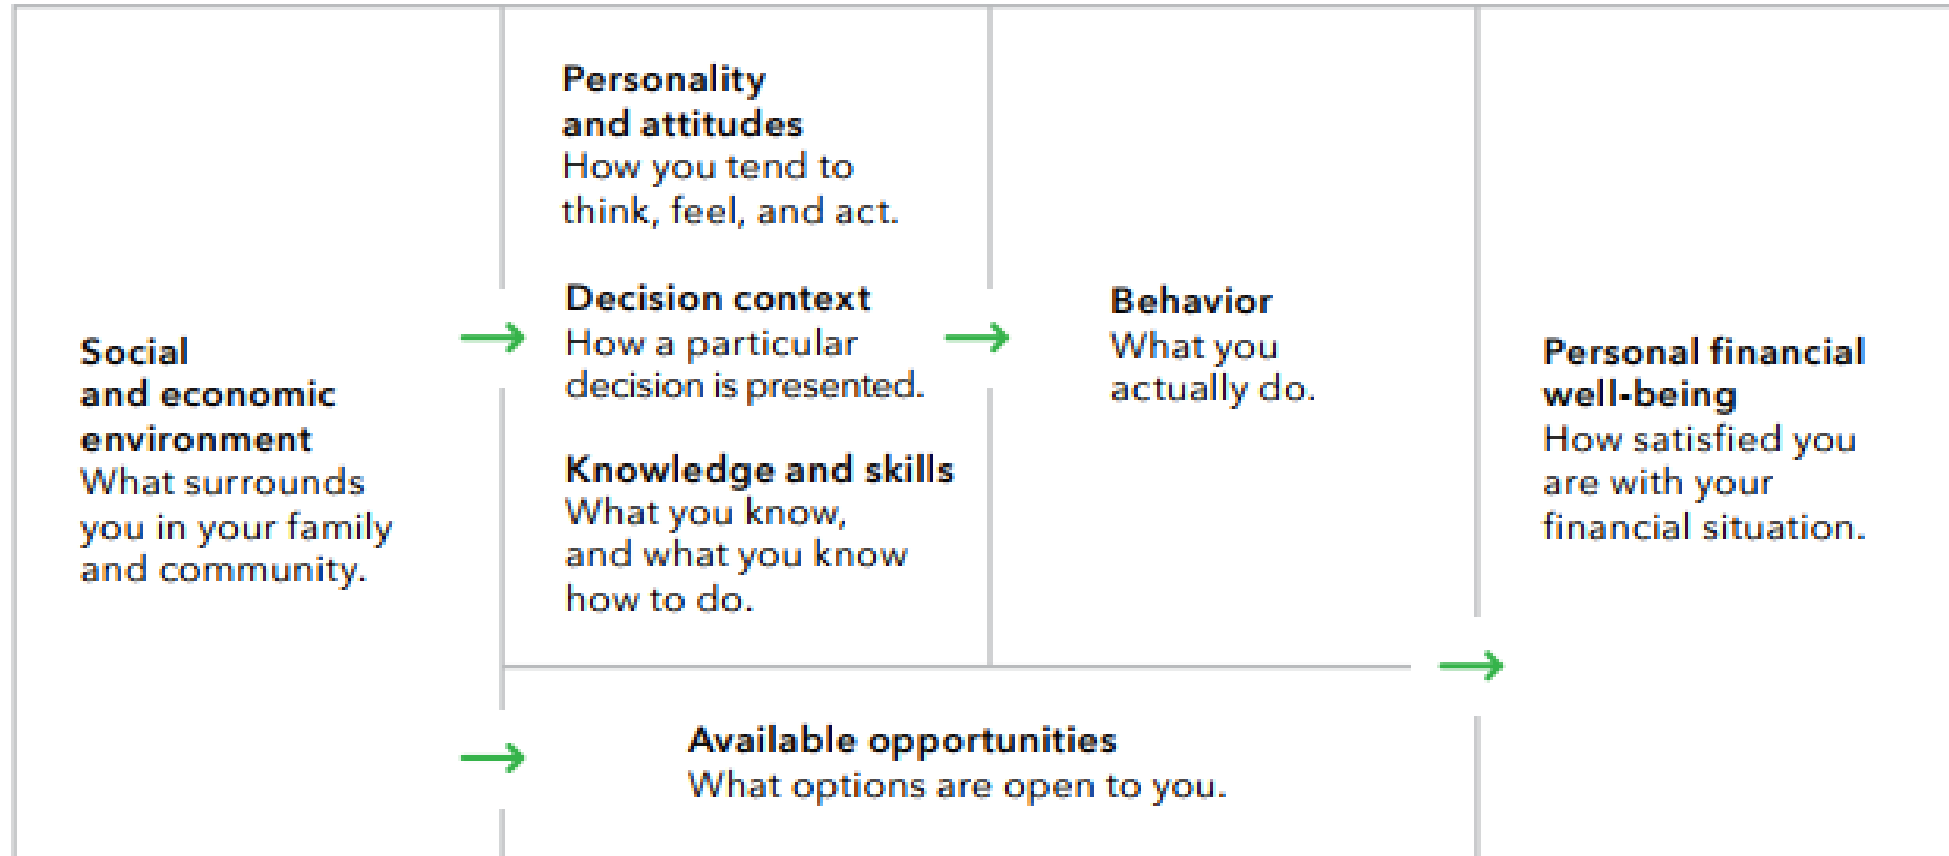 Social
and economic
environment
What surrounds
you in your family
and community.
Personality
and attitudes
How you tend to
think, feel, and act.
Decision context
How a particular
decision is presented.
Knowledge and skills
What you know,
and what you know
how to do.
Behavior
What you
actually do.
Available opportunities
What options are open to you.
Personal financial
well-being
How satisfied you
are with your
financial situation.